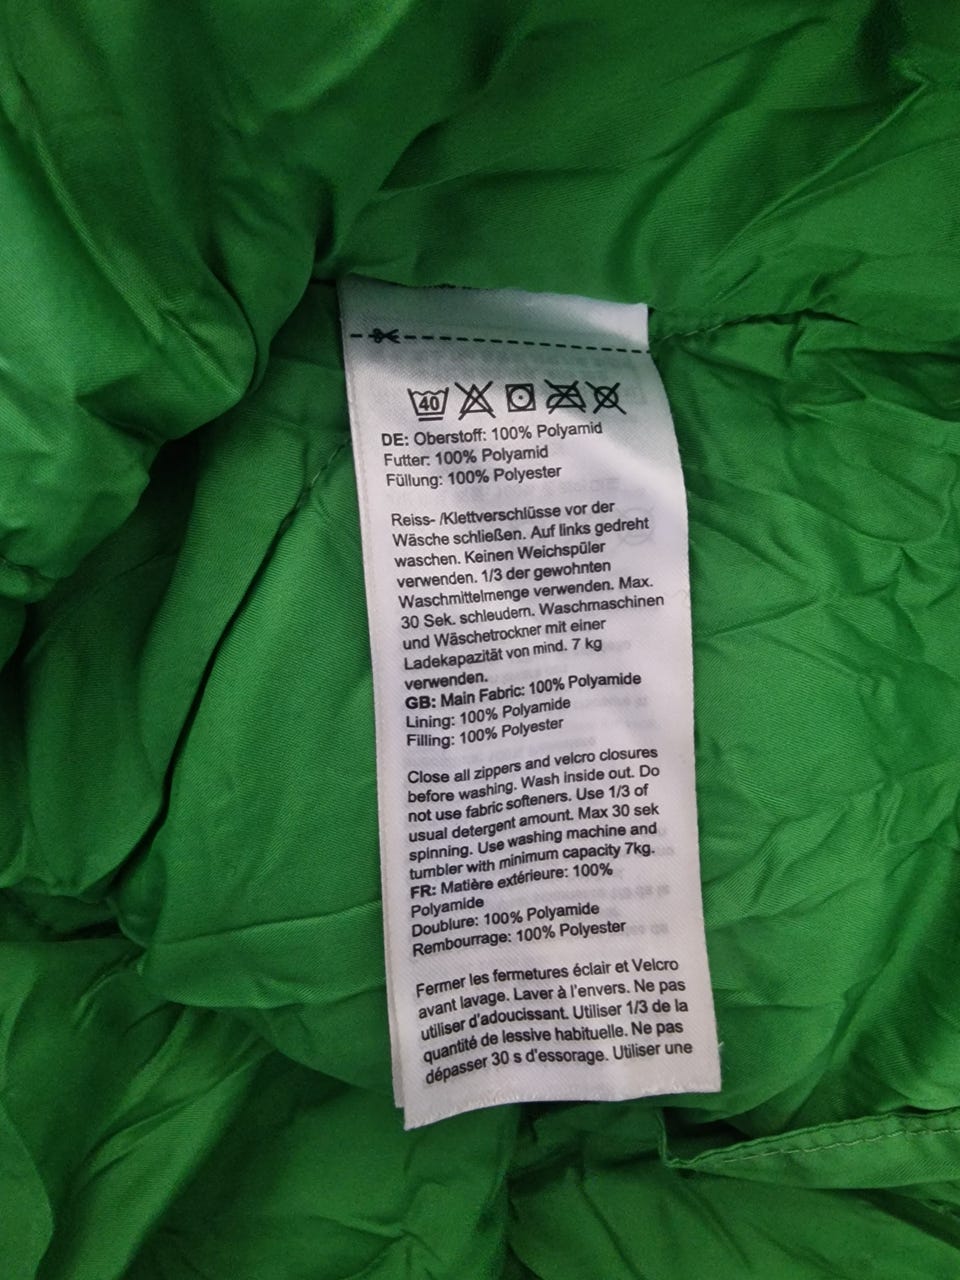 40
DE: Oberstoff: 100% Polyamid
Futter: 100% Polyamid
Füllung: 100% Polyester
Reiss- /Klettverschlüsse vor der
Wäsche schließen. Auf links gedreht
waschen. Keinen Weichspüler
verwenden. 1/3 der gewohnten
Waschmittelmenge verwenden. Max.
30 Sek. schleudern. Waschmaschinen
und Wäschetrockner mit einer
Ladekapazität von mind. 7 kg
verwenden.
GB: Main Fabric: 100% Polyamide
Lining: 100% Polyamide
Filling: 100% Polyester
Close all zippers and velcro closures
before washing. Wash inside out. Do
not use fabric softeners. Use 1/3 of
usual detergent amount. Max 30 sek
spinning. Use washing machine and
tumbler with minimum capacity 7kg.
FR: Matière extérieure: 100%
Polyamide
Doublure: 100% Polyamide
Rembourrage: 100% Polyester
Fermer les fermetures éclair et Velcro
avant lavage. Laver à l'envers. Ne pas
utiliser d'adoucissant. Utiliser 1/3 de la
quantité de lessive habituelle. Ne pas
dépasser 30 s d'essorage. Utiliser une